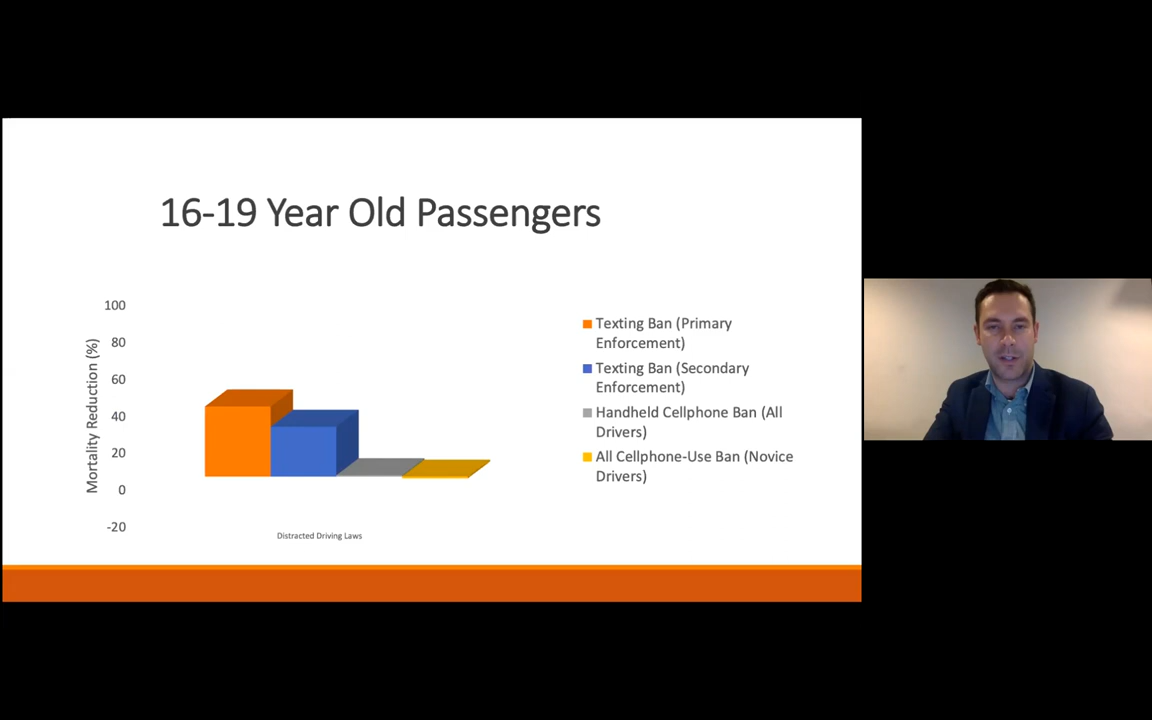 16-19 Year Old Passengers
100
80
60
40
20
0
-20
Mortality Reduction (%)
Distracted Driving Laws
Texting Ban (Primary
Enforcement)
Texting Ban (Secondary
Enforcement)
Handheld Cellphone Ban (All
Drivers)
All Cellphone-Use Ban (Novice
Drivers)